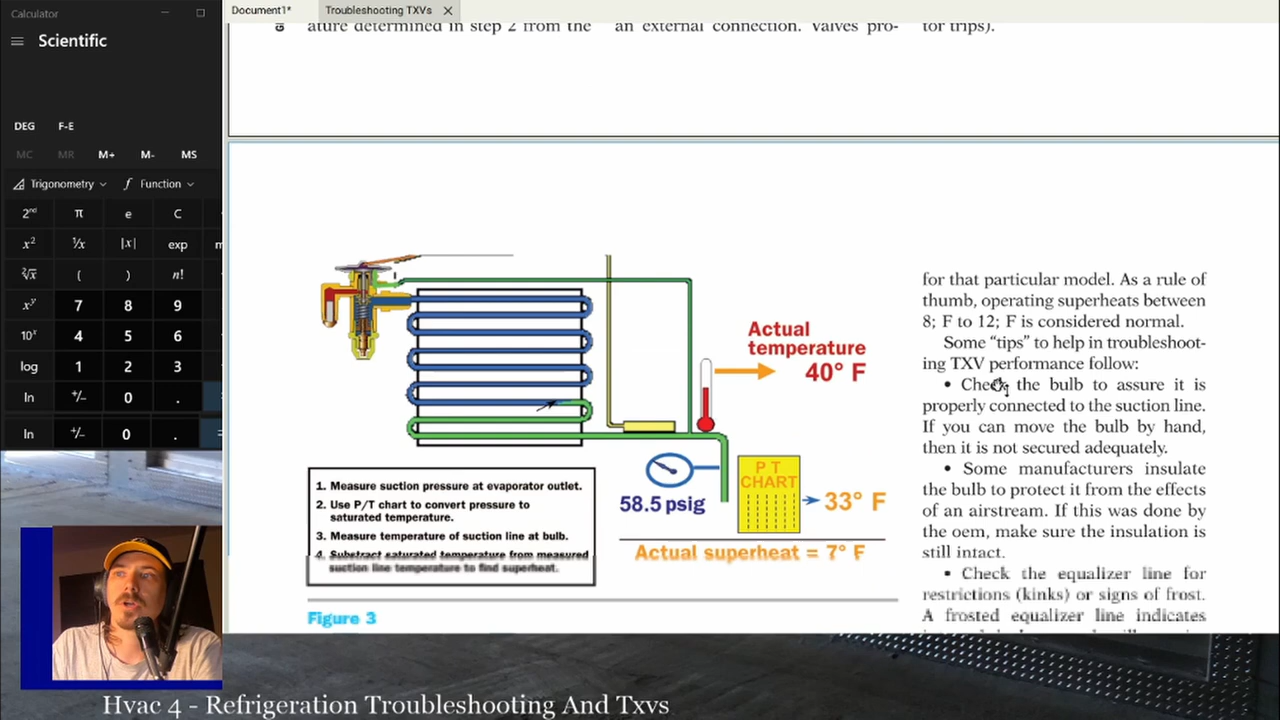 Calculator
Scientific
DEG F-E
MC MR M+ M- MS
Trigonometry Function
2ⁿᵈ π e C
x² ¹/x |x| exp m
²√x ( ) n!
xʸ 7 8 9
10ˣ 4 5 6
log 1 2 3
ln +/- 0 .
ln +/- 0 .
Document1* Troubleshooting TXVs
ature determined in step 2 from the
an external connection. Valves pro-
tor trips).
Actual
temperature
40° F
58.5 psig
P T
CHART
33° F
Actual superheat = 7° F
1. Measure suction pressure at evaporator outlet.
2. Use P/T chart to convert pressure to
saturated temperature.
3. Measure temperature of suction line at bulb.
4. Substract saturated temperature from measured
suction line temperature to find superheat.
Figure 3
for that particular model. As a rule of
thumb, operating superheats between
8; F to 12; F is considered normal.
Some “tips” to help in troubleshoot-
ing TXV performance follow:
• Check the bulb to assure it is
properly connected to the suction line.
If you can move the bulb by hand,
then it is not secured adequately.
• Some manufacturers insulate
the bulb to protect it from the effects
of an airstream. If this was done by
the oem, make sure the insulation is
still intact.
• Check the equalizer line for
restrictions (kinks) or signs of frost.
A frosted equalizer line indicates
Hvac 4 - Refrigeration Troubleshooting And Txvs